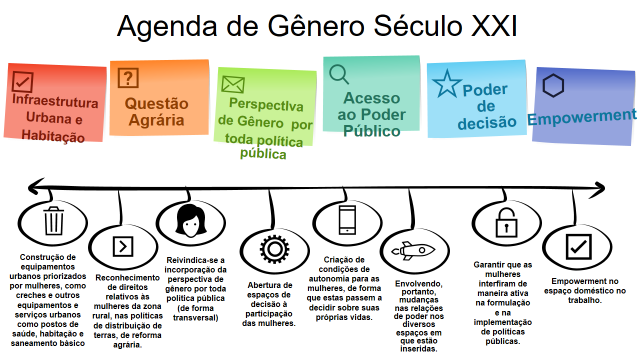 Agenda de Gênero Século XXI
Infraestrutura
Urbana e
Habitação
Questão
Agrária
Perspectiva
de Gênero por
toda política
pública
Acesso
ao Poder
Público
Poder
de
decisão
Empowerment
Construção de
equipamentos
urbanos priorizados
por mulheres, como
creches e outros
equipamentos e
serviços urbanos
como postos de
saúde, habitação e
saneamento básico
Reconhecimento
de direitos
relativos às
mulheres da zona
rural, nas políticas
de distribuição de
terras, de reforma
agrária.
Reivindica-se a
incorporação da
perspectiva de
gênero por toda
política pública
(de forma
transversal)
Abertura de
espaços de
decisão à
participação
das mulheres.
Criação de
condições de
autonomia para as
mulheres, de forma
que estas passem a
decidir sobre suas
próprias vidas.
Envolvendo,
portanto,
mudanças
nas relações
de poder nos
diversos
espaços em
que estão
inseridas.
Garantir que as
mulheres
interfiram de
maneira ativa
na formulação
e na
implementação
de políticas
públicas.
Empowerment no
espaço doméstico no
trabalho.